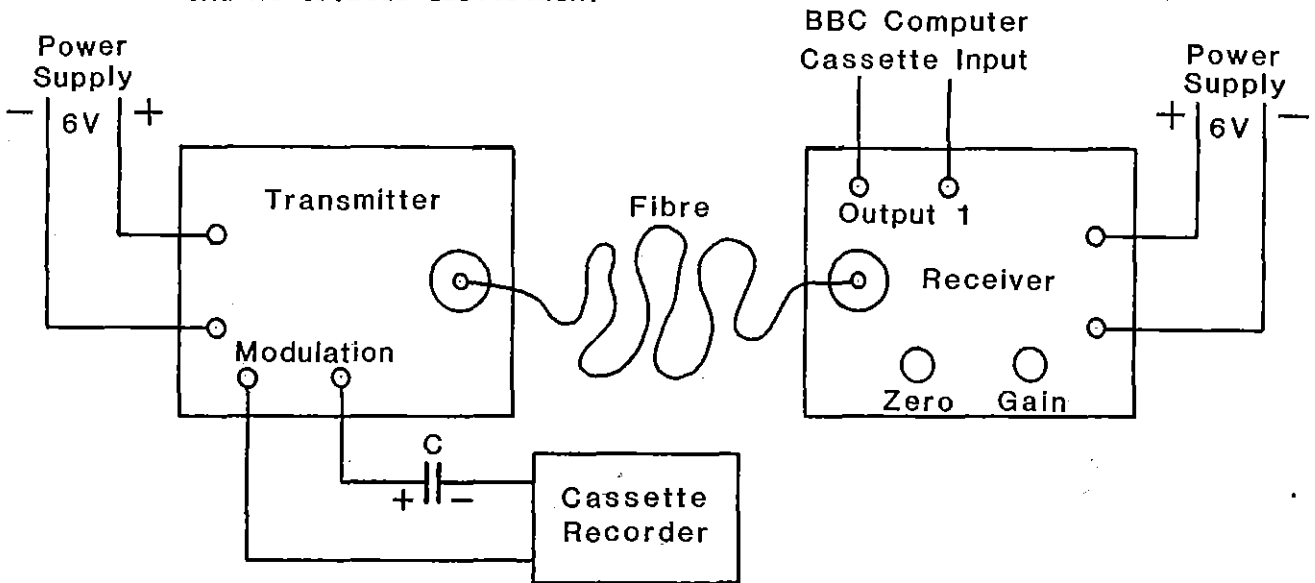 BBC Computer
Cassette Input
Power
Supply
- 6V +
Power
Supply
+ 6V -
Transmitter
Fibre
Output 1
Receiver
Modulation
Zero Gain
C
+ -
Cassette
Recorder